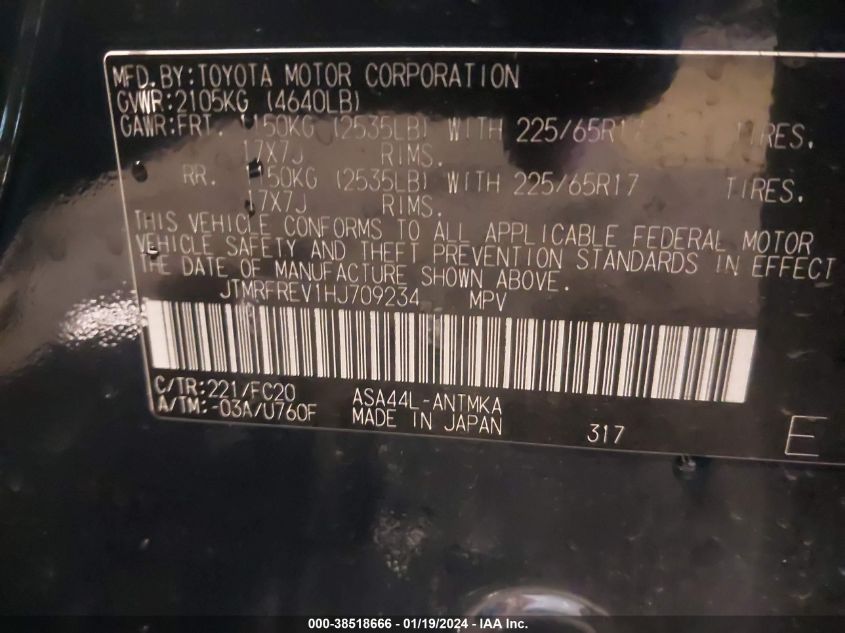 MFD.BY:TOYOTA MOTOR CORPORATION
GVWR:2105KG (4640LB)
GAWR:FRT. 1150KG (2535LB) WITH 225/65R17 TIRES.
17X7J RIMS.
RR. 1150KG (2535LB) WITH 225/65R17 TIRES.
17X7J RIMS.
THIS VEHICLE CONFORMS TO ALL APPLICABLE FEDERAL MOTOR
VEHICLE SAFETY AND THEFT PREVENTION STANDARDS IN EFFECT
THE DATE OF MANUFACTURE SHOWN ABOVE.
JTMRFREV1HJ709234 MPV
C/TR:221/FC20 ASA44L-ANTMKA
A/TM:-03A/U760F MADE IN JAPAN 317 E
000-38518666 - 01/19/2024 - IAA Inc.